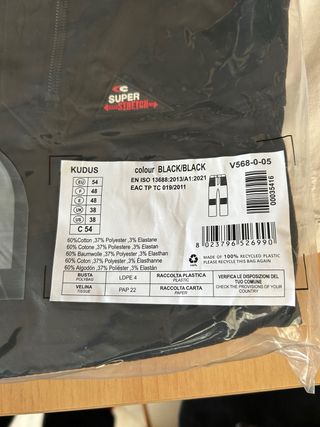 SUPER
STRETCH
KUDUS
colour BLACK/BLACK
V568-0-05
EU 54
F 48
E 48
UK 38
US 38
C 54
EN ISO 13688:2013/A1:2021
EAC TP TC 019/2011
00035416
8023796526990
60%Cotton ,37% Polyester ,3% Elastane
60%Cotone ,37% Poliestere ,3% Elastan
60%Baumwolle ,37% Polyester ,3% Elasthan
60%Coton ,37% Polyester ,3% Élasthanne
60%Algodón ,37% Poliéster ,3% Elastán
MADE OF 100% RECYCLED PLASTIC
PLEASE RECYCLE THIS BAG AGAIN
BUSTA
POLYBAG
LDPE 4
RACCOLTA PLASTICA
PLASTIC
VERIFICA LE DISPOSIZIONI DEL
TUO COMUNE
CHECK THE PROVISIONS OF YOUR
COUNTRY
VELINA
TISSUE
PAP 22
RACCOLTA CARTA
PAPER